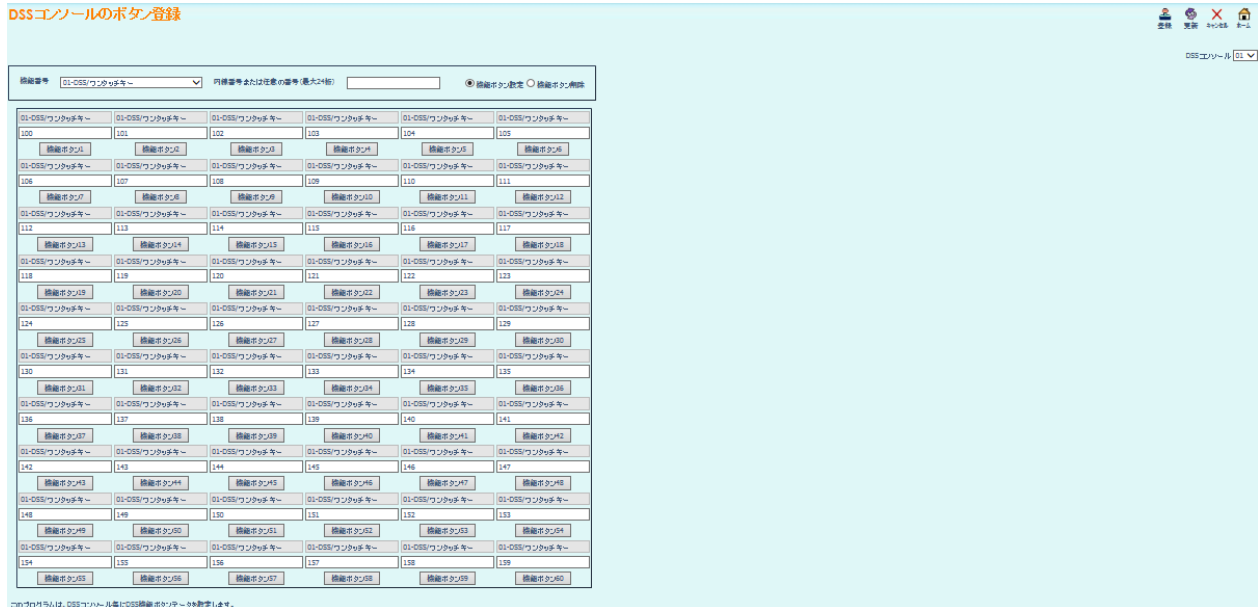 DSSコンソールのボタン登録
登録 更新 キャンセル ホーム
DSSコンソール 01
機能番号 01-DSS/ワンタッチキー 内線番号または任意の番号(最大24桁) 機能ボタン設定 機能ボタン削除
01-DSS/ワンタッチキー 01-DSS/ワンタッチキー 01-DSS/ワンタッチキー 01-DSS/ワンタッチキー 01-DSS/ワンタッチキー 01-DSS/ワンタッチキー
100 101 102 103 104 105
機能ボタン1 機能ボタン2 機能ボタン3 機能ボタン4 機能ボタン5 機能ボタン6
01-DSS/ワンタッチキー 01-DSS/ワンタッチキー 01-DSS/ワンタッチキー 01-DSS/ワンタッチキー 01-DSS/ワンタッチキー 01-DSS/ワンタッチキー
106 107 108 109 110 111
機能ボタン7 機能ボタン8 機能ボタン9 機能ボタン10 機能ボタン11 機能ボタン12
01-DSS/ワンタッチキー 01-DSS/ワンタッチキー 01-DSS/ワンタッチキー 01-DSS/ワンタッチキー 01-DSS/ワンタッチキー 01-DSS/ワンタッチキー
112 113 114 115 116 117
機能ボタン13 機能ボタン14 機能ボタン15 機能ボタン16 機能ボタン17 機能ボタン18
01-DSS/ワンタッチキー 01-DSS/ワンタッチキー 01-DSS/ワンタッチキー 01-DSS/ワンタッチキー 01-DSS/ワンタッチキー 01-DSS/ワンタッチキー
118 119 120 121 122 123
機能ボタン19 機能ボタン20 機能ボタン21 機能ボタン22 機能ボタン23 機能ボタン24
01-DSS/ワンタッチキー 01-DSS/ワンタッチキー 01-DSS/ワンタッチキー 01-DSS/ワンタッチキー 01-DSS/ワンタッチキー 01-DSS/ワンタッチキー
124 125 126 127 128 129
機能ボタン25 機能ボタン26 機能ボタン27 機能ボタン28 機能ボタン29 機能ボタン30
01-DSS/ワンタッチキー 01-DSS/ワンタッチキー 01-DSS/ワンタッチキー 01-DSS/ワンタッチキー 01-DSS/ワンタッチキー 01-DSS/ワンタッチキー
130 131 132 133 134 135
機能ボタン31 機能ボタン32 機能ボタン33 機能ボタン34 機能ボタン35 機能ボタン36
01-DSS/ワンタッチキー 01-DSS/ワンタッチキー 01-DSS/ワンタッチキー 01-DSS/ワンタッチキー 01-DSS/ワンタッチキー 01-DSS/ワンタッチキー
136 137 138 139 140 141
機能ボタン37 機能ボタン38 機能ボタン39 機能ボタン40 機能ボタン41 機能ボタン42
01-DSS/ワンタッチキー 01-DSS/ワンタッチキー 01-DSS/ワンタッチキー 01-DSS/ワンタッチキー 01-DSS/ワンタッチキー 01-DSS/ワンタッチキー
142 143 144 145 146 147
機能ボタン43 機能ボタン44 機能ボタン45 機能ボタン46 機能ボタン47 機能ボタン48
01-DSS/ワンタッチキー 01-DSS/ワンタッチキー 01-DSS/ワンタッチキー 01-DSS/ワンタッチキー 01-DSS/ワンタッチキー 01-DSS/ワンタッチキー
148 149 150 151 152 153
機能ボタン49 機能ボタン50 機能ボタン51 機能ボタン52 機能ボタン53 機能ボタン54
01-DSS/ワンタッチキー 01-DSS/ワンタッチキー 01-DSS/ワンタッチキー 01-DSS/ワンタッチキー 01-DSS/ワンタッチキー 01-DSS/ワンタッチキー
154 155 156 157 158 159
機能ボタン55 機能ボタン56 機能ボタン57 機能ボタン58 機能ボタン59 機能ボタン60
このプログラムは、DSSコンソール毎にDSS機能ボタンデータを設定します。